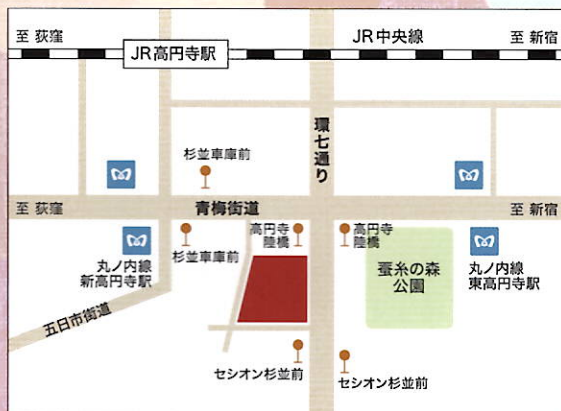 至 荻窪
JR高円寺駅
JR中央線
至 新宿
環七通り
杉並車庫前
至 荻窪
青梅街道
至 新宿
丸ノ内線
新高円寺駅
杉並車庫前
高円寺
陸橋
高円寺
陸橋
蚕糸の森
公園
丸ノ内線
東高円寺駅
五日市街道
セシオン杉並前
セシオン杉並前